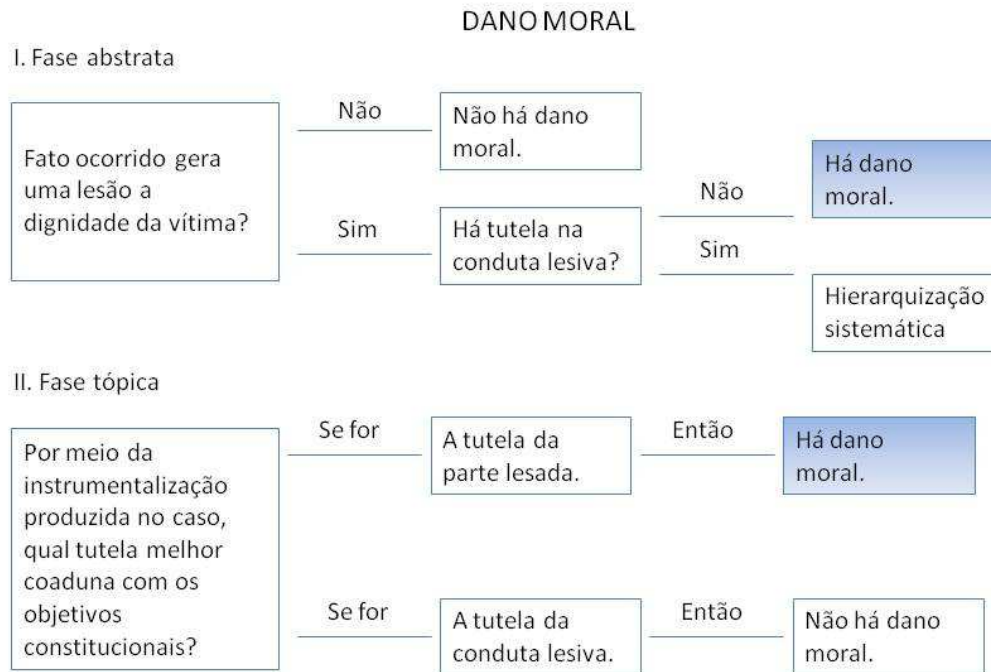 DANO MORAL
I. Fase abstrata
Fato ocorrido gera
uma lesão a
dignidade da vítima?
Não
Não há dano
moral.
Sim
Há tutela na
conduta lesiva?
Não
Há dano
moral.
Sim
Hierarquização
sistemática
II. Fase tópica
Por meio da
instrumentalização
produzida no caso,
qual tutela melhor
coaduna com os
objetivos
constitucionais?
Se for
A tutela da
parte lesada.
Então
Há dano
moral.
Se for
A tutela da
conduta lesiva.
Então
Não há dano
moral.